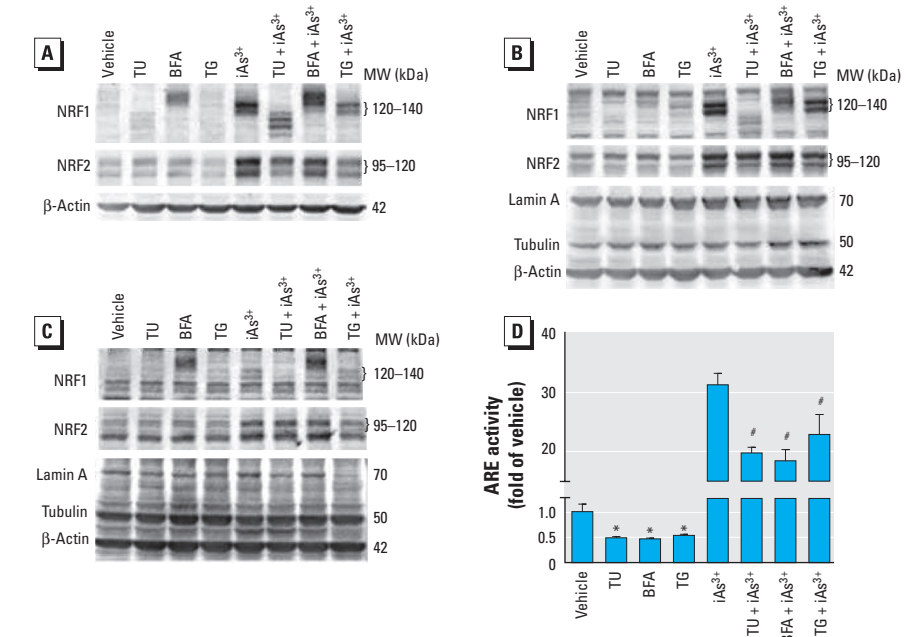 A
Vehicle
TU
BFA
TG
iAs³⁺
TU + iAs³⁺
BFA + iAs³⁺
TG + iAs³⁺
MW (kDa)
NRF1
} 120–140
NRF2
} 95–120
β-Actin
42
B
Vehicle
TU
BFA
TG
iAs³⁺
TU + iAs³⁺
BFA + iAs³⁺
TG + iAs³⁺
MW (kDa)
NRF1
} 120–140
NRF2
} 95–120
Lamin A
70
Tubulin
50
β-Actin
42
C
Vehicle
TU
BFA
TG
iAs³⁺
TU + iAs³⁺
BFA + iAs³⁺
TG + iAs³⁺
MW (kDa)
NRF1
} 120–140
NRF2
} 95–120
Lamin A
70
Tubulin
50
β-Actin
42
D
ARE activity
(fold of vehicle)
40
30
20
1.0
0.5
0
*
*
*
#
#
#
Vehicle
TU
BFA
TG
iAs³⁺
TU + iAs³⁺
BFA + iAs³⁺
TG + iAs³⁺